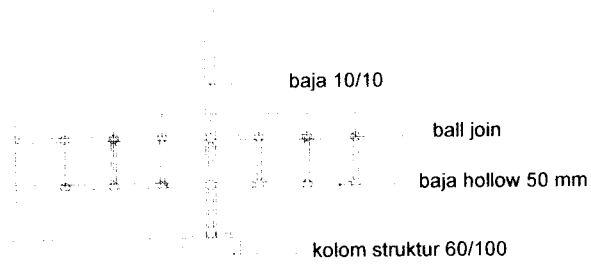 baja 10/10
ball join
baja hollow 50 mm
kolom struktur 60/100